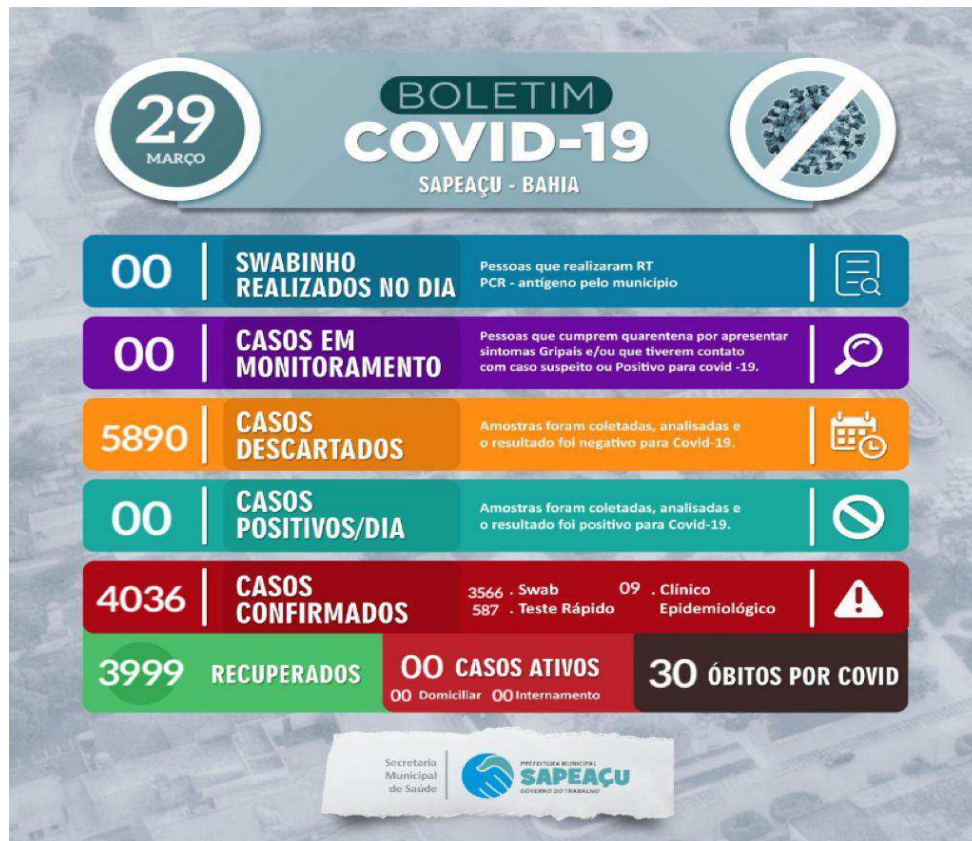 29
MARÇO
BOLETIM
COVID-19
SAPEAÇU - BAHIA
00
SWABINHO
REALIZADOS NO DIA
Pessoas que realizaram RT
PCR - antígeno pelo município
00
CASOS EM
MONITORAMENTO
Pessoas que cumprem quarentena por apresentar
sintomas Gripais e/ou que tiverem contato
com caso suspeito ou Positivo para covid -19.
5890
CASOS
DESCARTADOS
Amostras foram coletadas, analisadas e
o resultado foi negativo para Covid-19.
00
CASOS
POSITIVOS/DIA
Amostras foram coletadas, analisadas e
o resultado foi positivo para Covid-19.
4036
CASOS
CONFIRMADOS
3566 . Swab
587 . Teste Rápido
09 . Clínico
Epidemiológico
3999 RECUPERADOS
00 CASOS ATIVOS
00 Domiciliar 00 Internamento
30 ÓBITOS POR COVID
Secretaria
Municipal
de Saúde
PREFEITURA MUNICIPAL
SAPEAÇU
GOVERNO DO TRABALHO